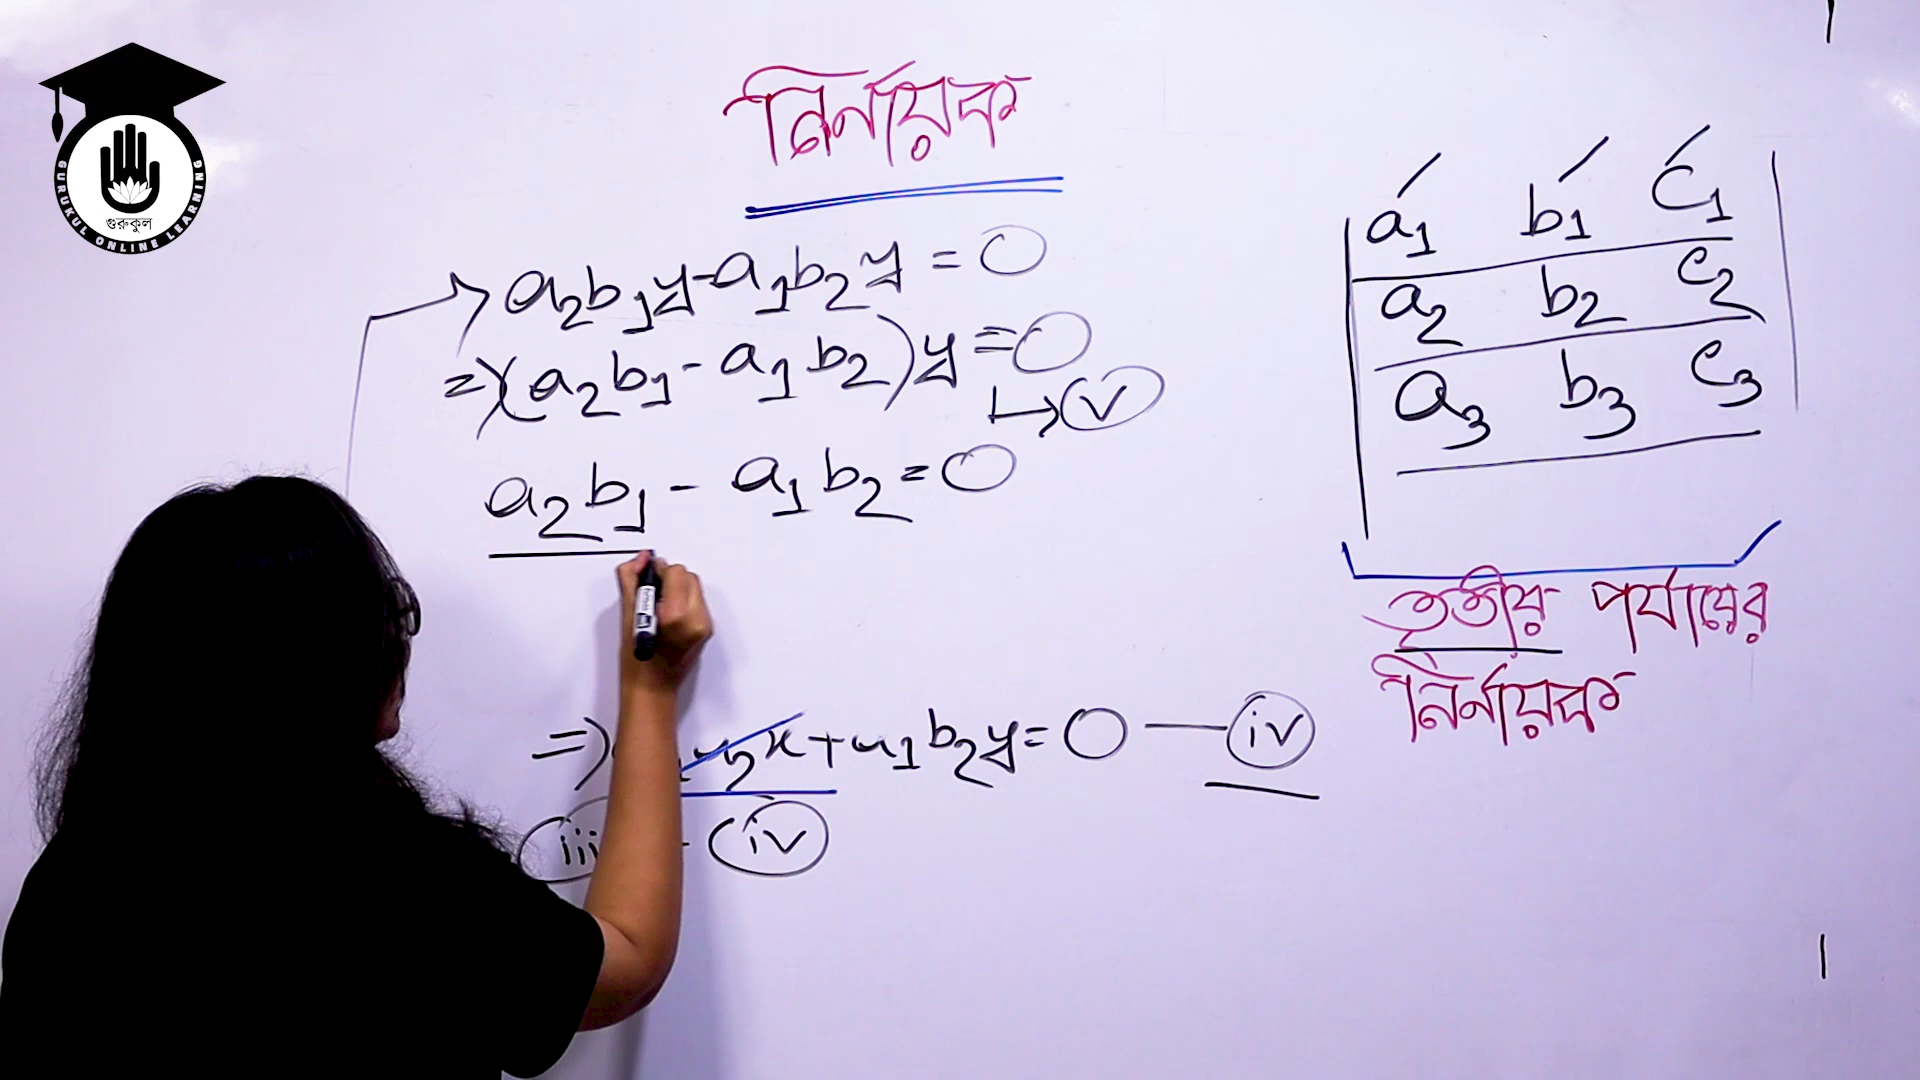 গুরুকুল
GURUKUL ONLINE LEARNING
নির্ণায়ক
a₂b₁y - a₁b₂y = 0
⇒ (a₂b₁ - a₁b₂)y = 0
↳ (v)
a₂b₁ - a₁b₂ = 0
⇒ x + a₁b₂y = 0 — (iv)
(iii) - (iv)
a₁ b₁ c₁
a₂ b₂ c₂
a₃ b₃ c₃
তৃতীয় পর্যায়ের
নির্ণায়ক